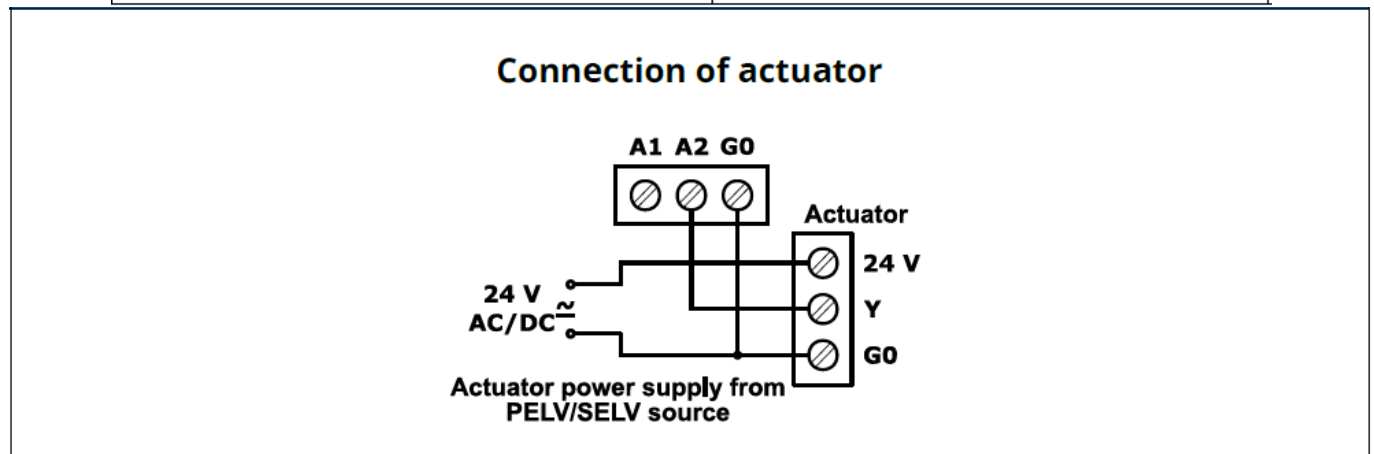 Connection of actuator
A1 A2 G0
Actuator
24 V
Y
G0
24 V
AC/DC
Actuator power supply from
PELV/SELV source